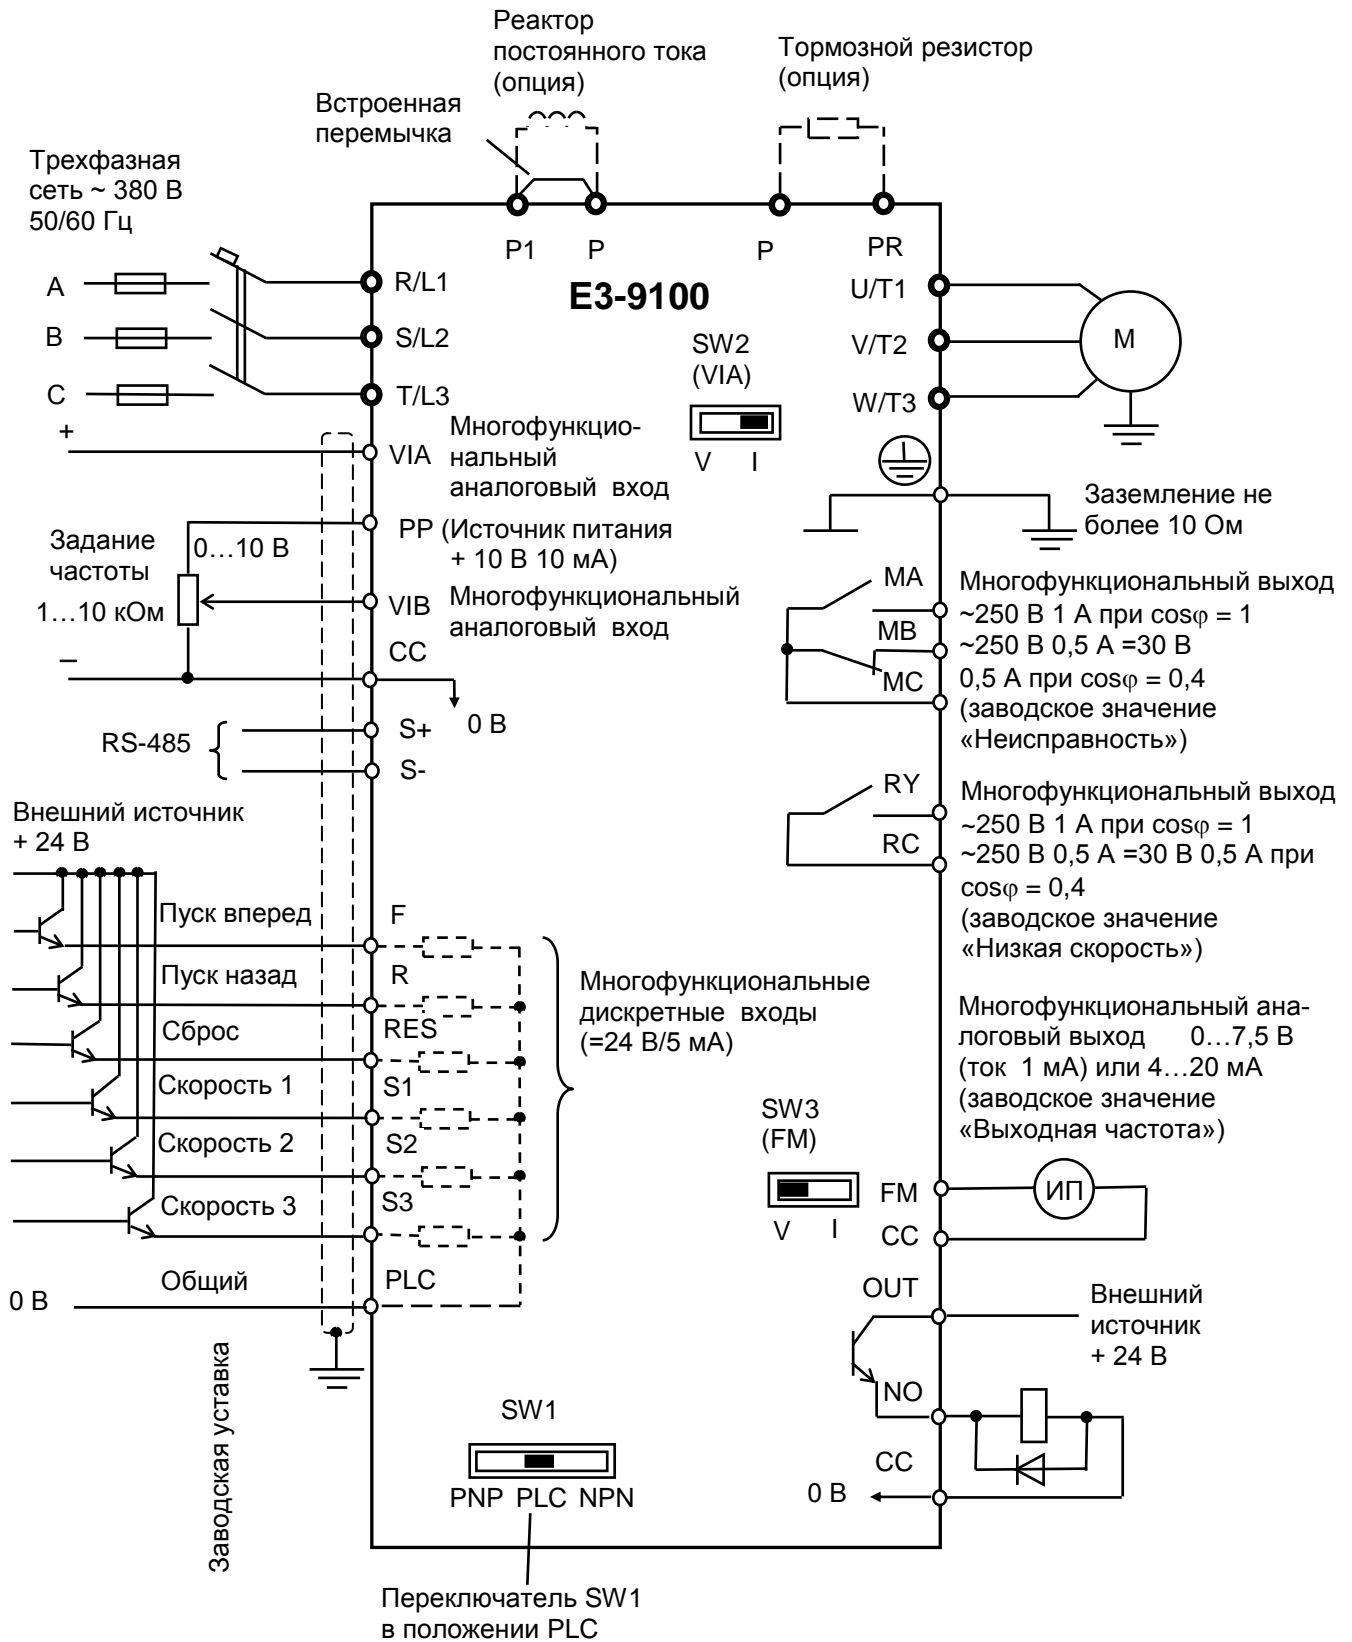 Реактор
постоянного тока
(опция)
Тормозной резистор
(опция)
Встроенная
перемычка
Трехфазная
сеть ~ 380 В
50/60 Гц
P1
P
P
PR
E3-9100
A
R/L1
U/T1
B
S/L2
V/T2
M
C
T/L3
W/T3
SW2
(VIA)
V
I
+
VIA
Многофункцио-
нальный
аналоговый вход
Заземление не
более 10 Ом
PP (Источник питания
+ 10 В 10 мА)
Задание
частоты
0…10 В
1…10 кОм
VIB
Многофункциональный
аналоговый вход
CC
–
0 В
MA
MB
MC
Многофункциональный выход
~250 В 1 А при cosφ = 1
~250 В 0,5 А =30 В
0,5 А при cosφ = 0,4
(заводское значение
«Неисправность»)
RS-485
S+
S-
RY
RC
Многофункциональный выход
~250 В 1 А при cosφ = 1
~250 В 0,5 А =30 В 0,5 А при
cosφ = 0,4
(заводское значение
«Низкая скорость»)
Внешний источник
+ 24 В
Пуск вперед
F
Пуск назад
R
Сброс
RES
Скорость 1
S1
Скорость 2
S2
Скорость 3
S3
Общий
PLC
0 В
Многофункциональные
дискретные входы
(=24 В/5 мА)
Многофункциональный ана-
логовый выход 0…7,5 В
(ток 1 мА) или 4…20 мА
(заводское значение
«Выходная частота»)
SW3
(FM)
V
I
FM
ИП
CC
OUT
Внешний
источник
+ 24 В
NO
CC
0 В
Заводская уставка
SW1
PNP PLC NPN
Переключатель SW1
в положении PLC